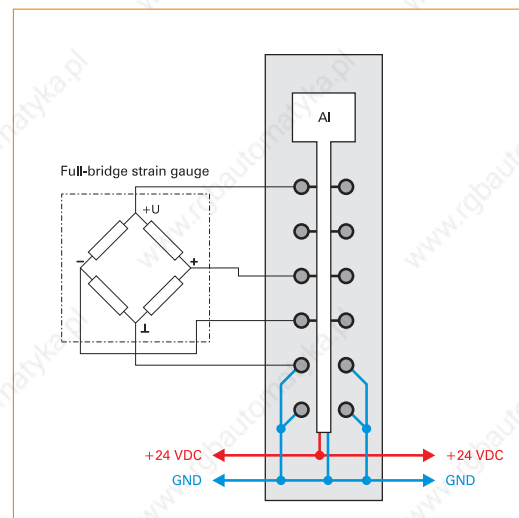 AI
Full-bridge strain gauge
+U
- +
⊥
+24 VDC +24 VDC
GND GND
www.rgbautomatyka.pl